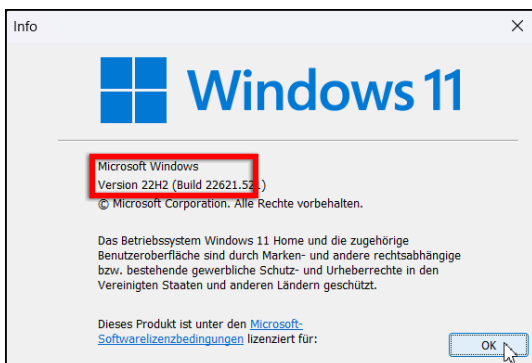 Info
Windows 11
Microsoft Windows
Version 22H2 (Build 22621.521)
© Microsoft Corporation. Alle Rechte vorbehalten.
Das Betriebssystem Windows 11 Home und die zugehörige
Benutzeroberfläche sind durch Marken- und andere rechtsabhängige
bzw. bestehende gewerbliche Schutz- und Urheberrechte in den
Vereinigten Staaten und anderen Ländern geschützt.
Dieses Produkt ist unter den Microsoft-
Softwarelizenzbedingungen lizenziert für:
OK